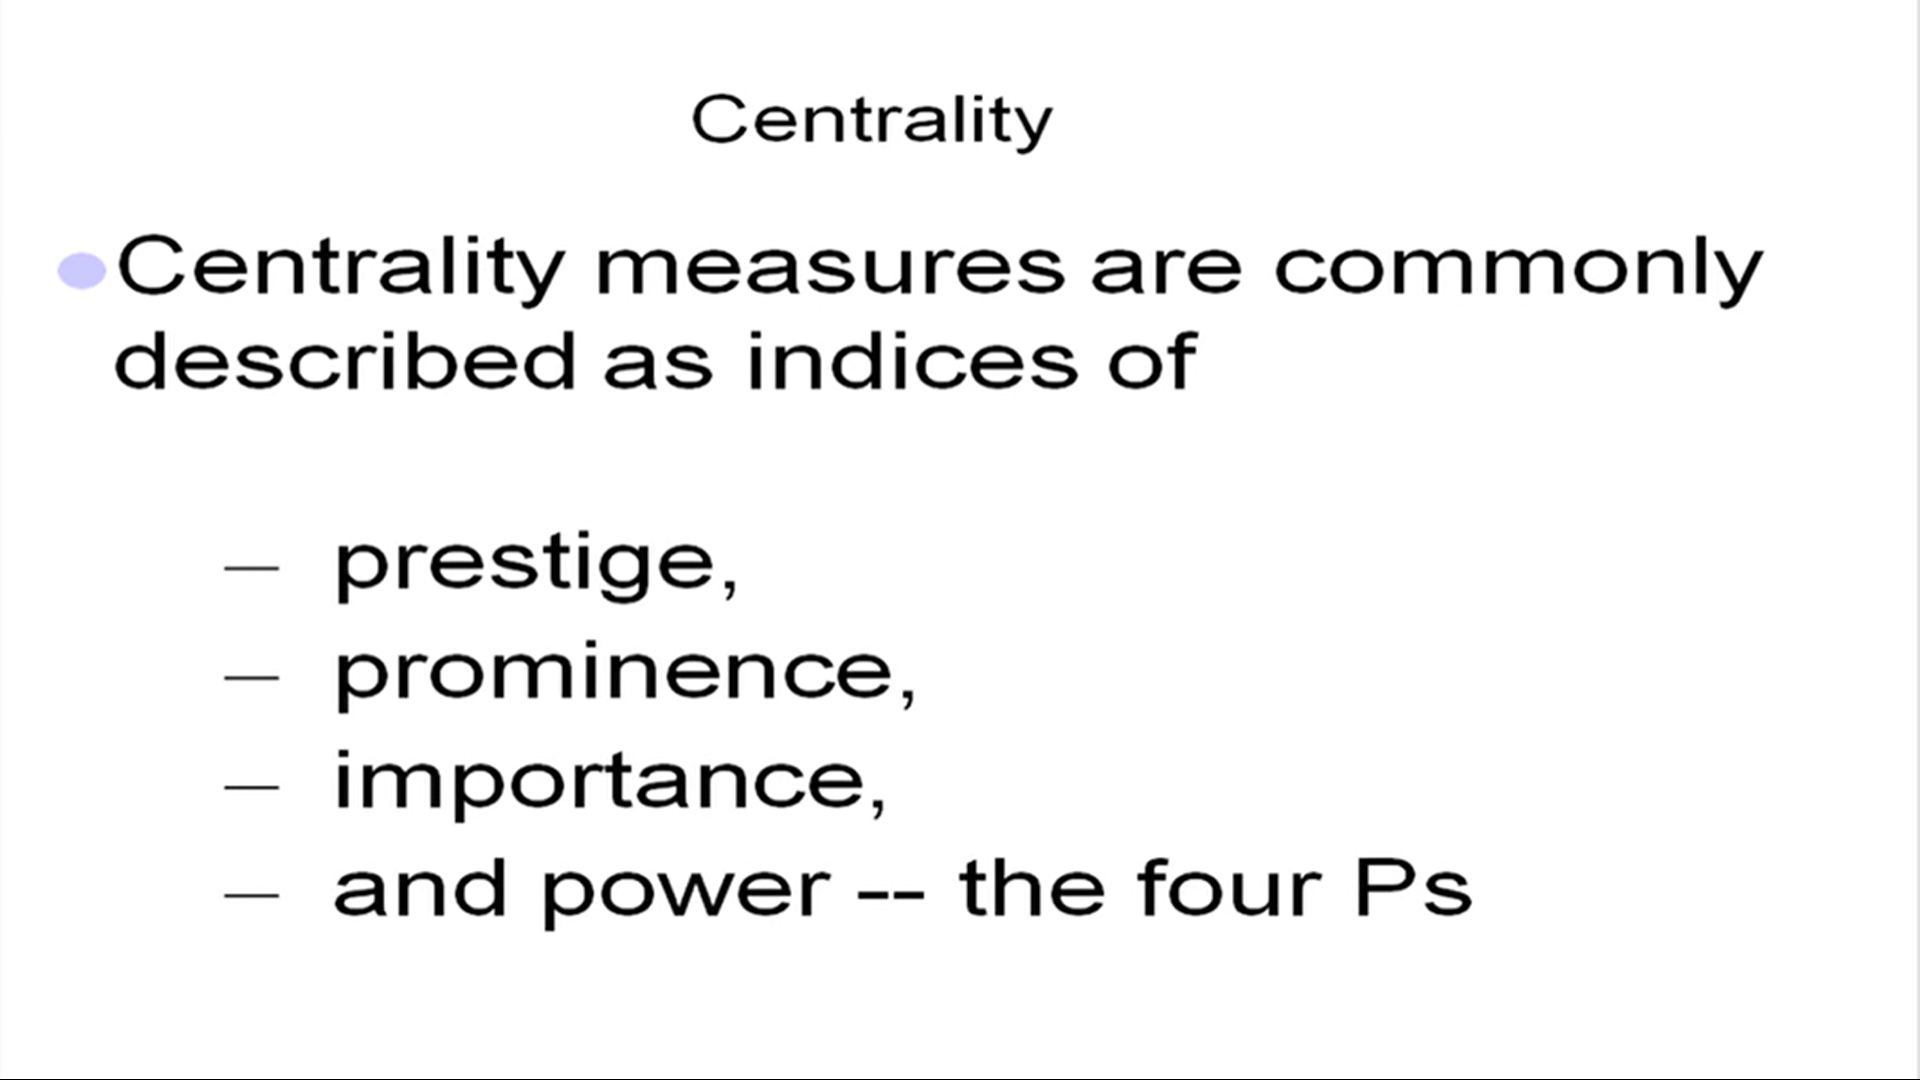 Centrality
Centrality measures are commonly
described as indices of
– prestige,
– prominence,
– importance,
– and power -- the four Ps